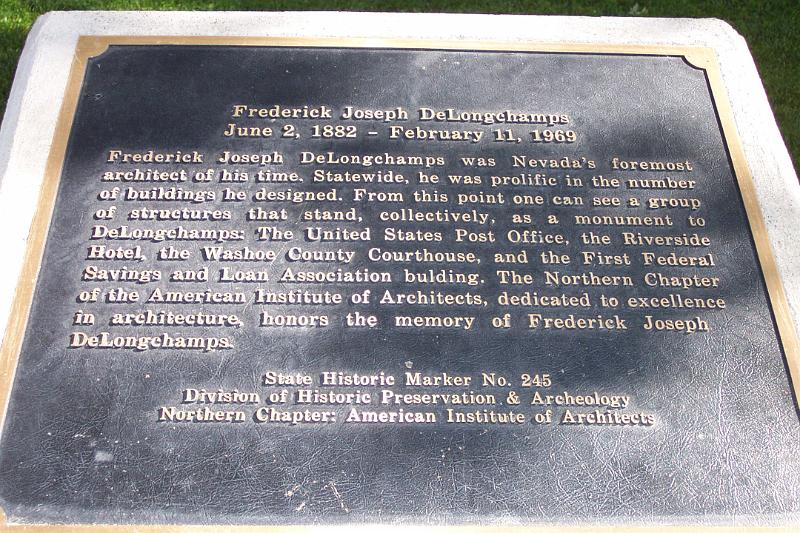 Frederick Joseph DeLongchamps
June 2, 1882 - February 11, 1969
Frederick Joseph DeLongchamps was Nevada's foremost
architect of his time. Statewide, he was prolific in the number
of buildings he designed. From this point one can see a group
of structures that stand, collectively, as a monument to
DeLongchamps: The United States Post Office, the Riverside
Hotel, the Washoe County Courthouse, and the First Federal
Savings and Loan Association bulding. The Northern Chapter
of the American Institute of Architects, dedicated to excellence
in architecture, honors the memory of Frederick Joseph
DeLongchamps.
State Historic Marker No. 245
Division of Historic Preservation & Archeology
Northern Chapter: American Institute of Architects